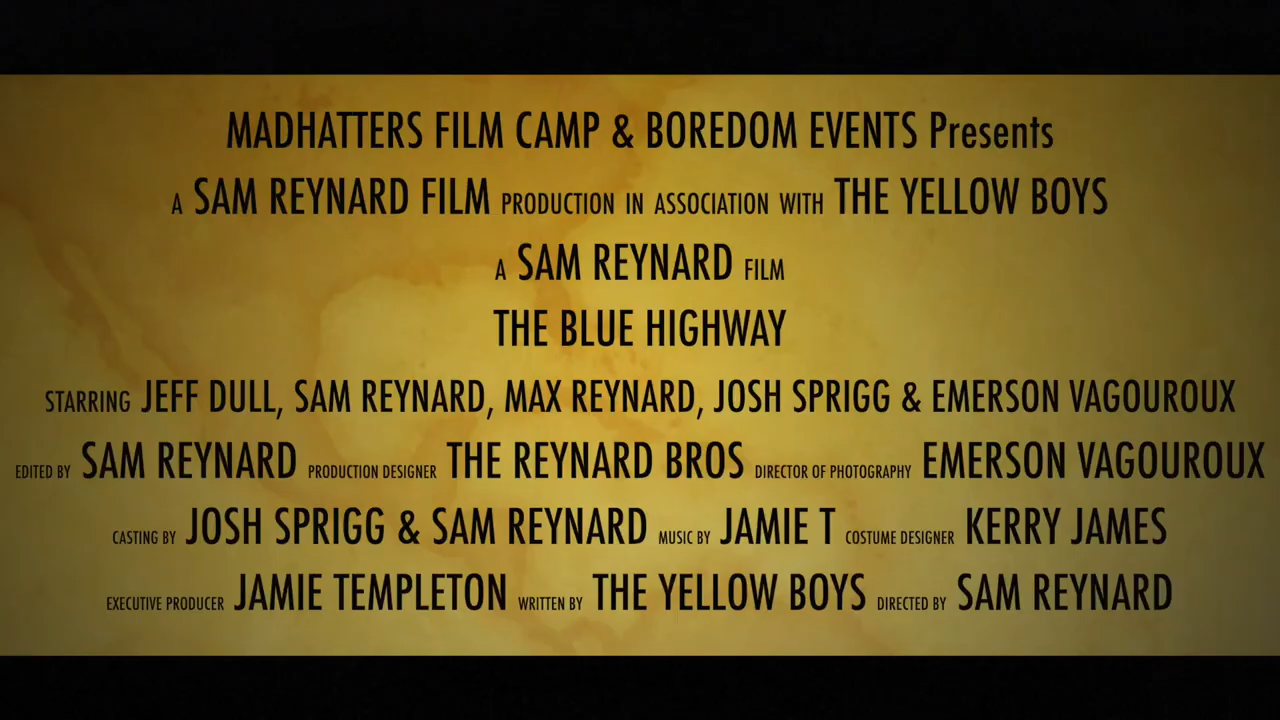 MADHATTERS FILM CAMP & BOREDOM EVENTS Presents
A SAM REYNARD FILM PRODUCTION IN ASSOCIATION WITH THE YELLOW BOYS
A SAM REYNARD FILM
THE BLUE HIGHWAY
STARRING JEFF DULL, SAM REYNARD, MAX REYNARD, JOSH SPRIGG & EMERSON VAGOUROUX
EDITED BY SAM REYNARD PRODUCTION DESIGNER THE REYNARD BROS DIRECTOR OF PHOTOGRAPHY EMERSON VAGOUROUX
CASTING BY JOSH SPRIGG & SAM REYNARD MUSIC BY JAMIE T COSTUME DESIGNER KERRY JAMES
EXECUTIVE PRODUCER JAMIE TEMPLETON WRITTEN BY THE YELLOW BOYS DIRECTED BY SAM REYNARD